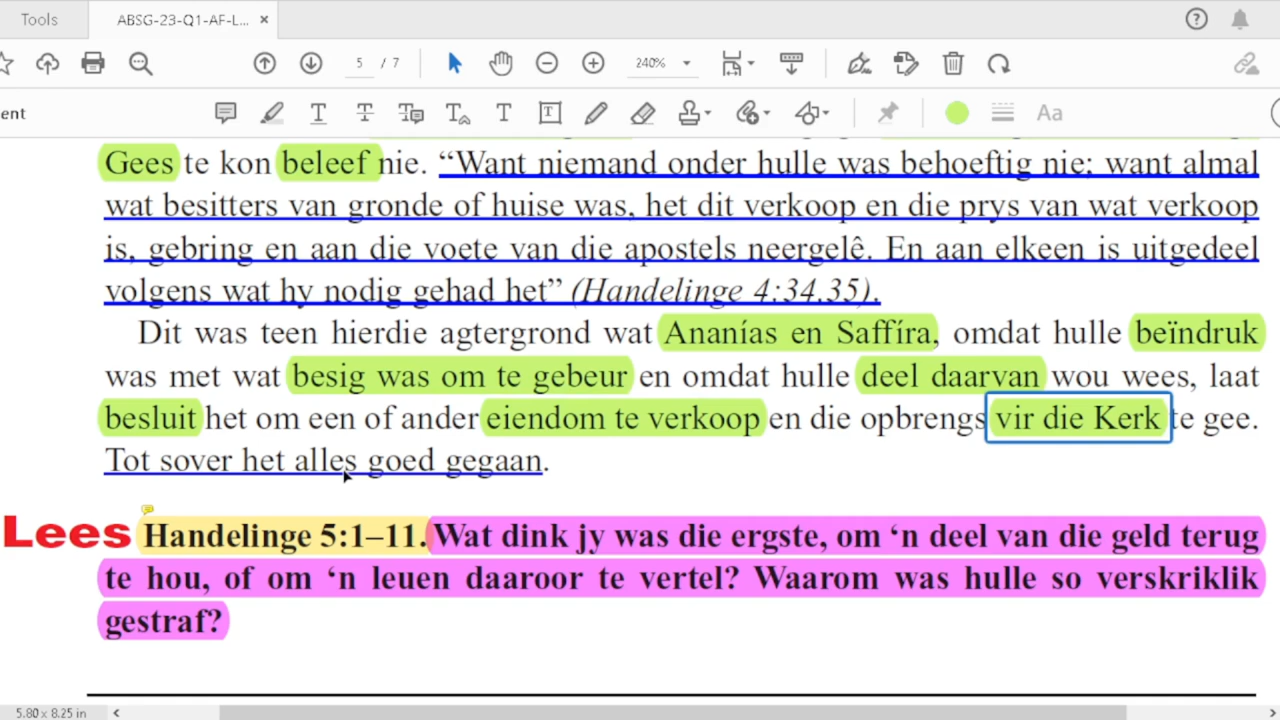 Tools ABSG-23-Q1-AF-L... ×
5 / 7 240%
ent Aa
Gees te kon beleef nie. “Want niemand onder hulle was behoeftig nie; want almal
wat besitters van gronde of huise was, het dit verkoop en die prys van wat verkoop
is, gebring en aan die voete van die apostels neergelê. En aan elkeen is uitgedeel
volgens wat hy nodig gehad het” (Handelinge 4:34.35).
Dit was teen hierdie agtergrond wat Ananías en Saffíra, omdat hulle beïndruk
was met wat besig was om te gebeur en omdat hulle deel daarvan wou wees, laat
besluit het om een of ander eiendom te verkoop en die opbrengs vir die Kerk te gee.
Tot sover het alles goed gegaan.
Lees Handelinge 5:1–11. Wat dink jy was die ergste, om ‘n deel van die geld terug
te hou, of om ‘n leuen daaroor te vertel? Waarom was hulle so verskriklik
gestraf?
5.80 x 8.25 in